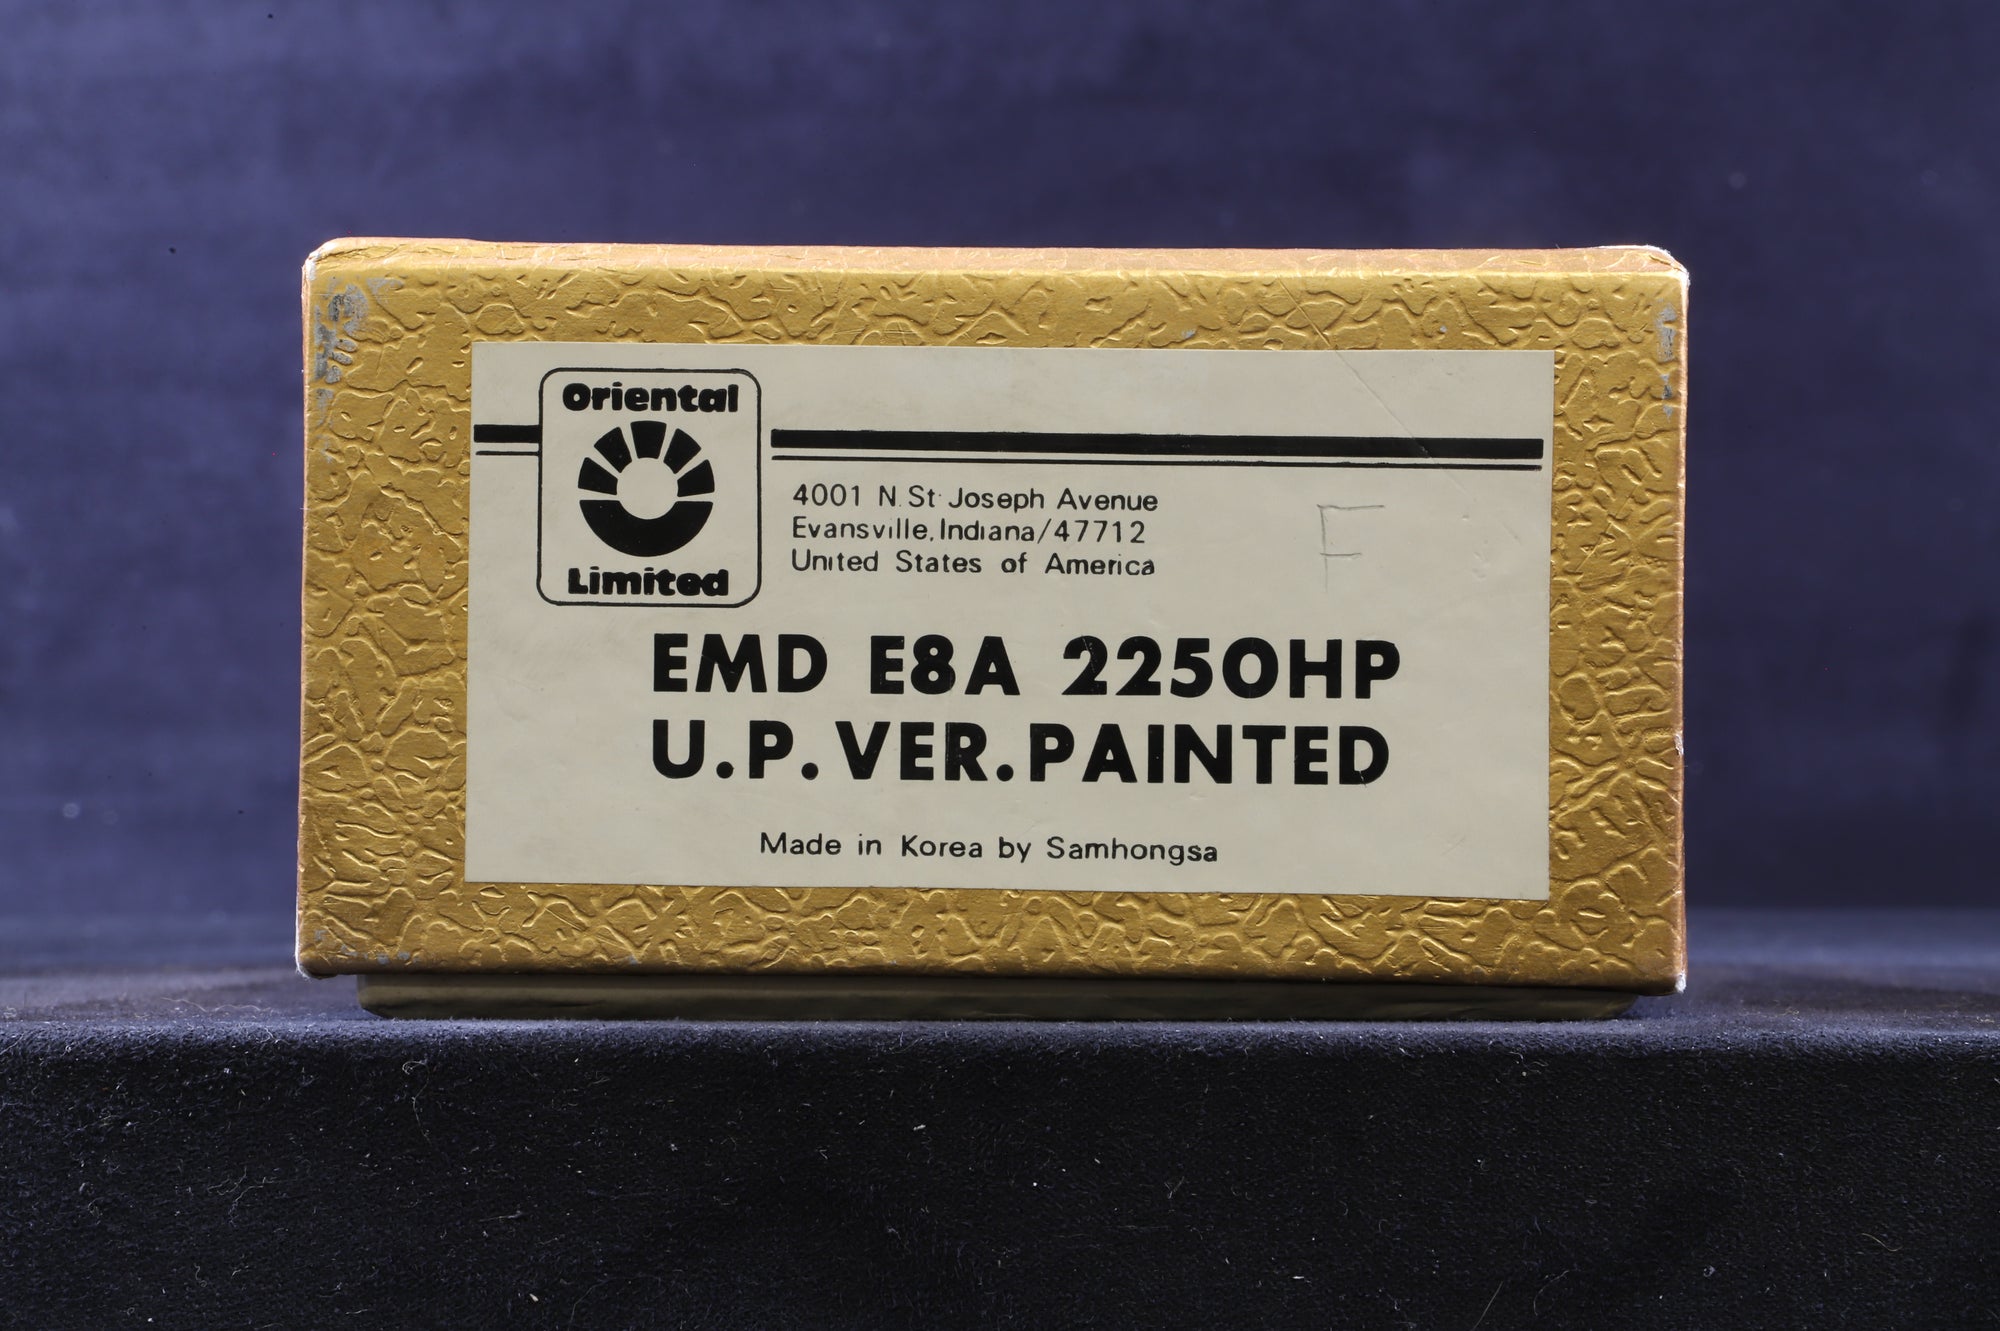 Oriental
Limited
4001 N. St. Joseph Avenue
Evansville, Indiana/47712
United States of America
F
EMD E8A 2250HP
U.P. VER. PAINTED
Made in Korea by Samhongsa